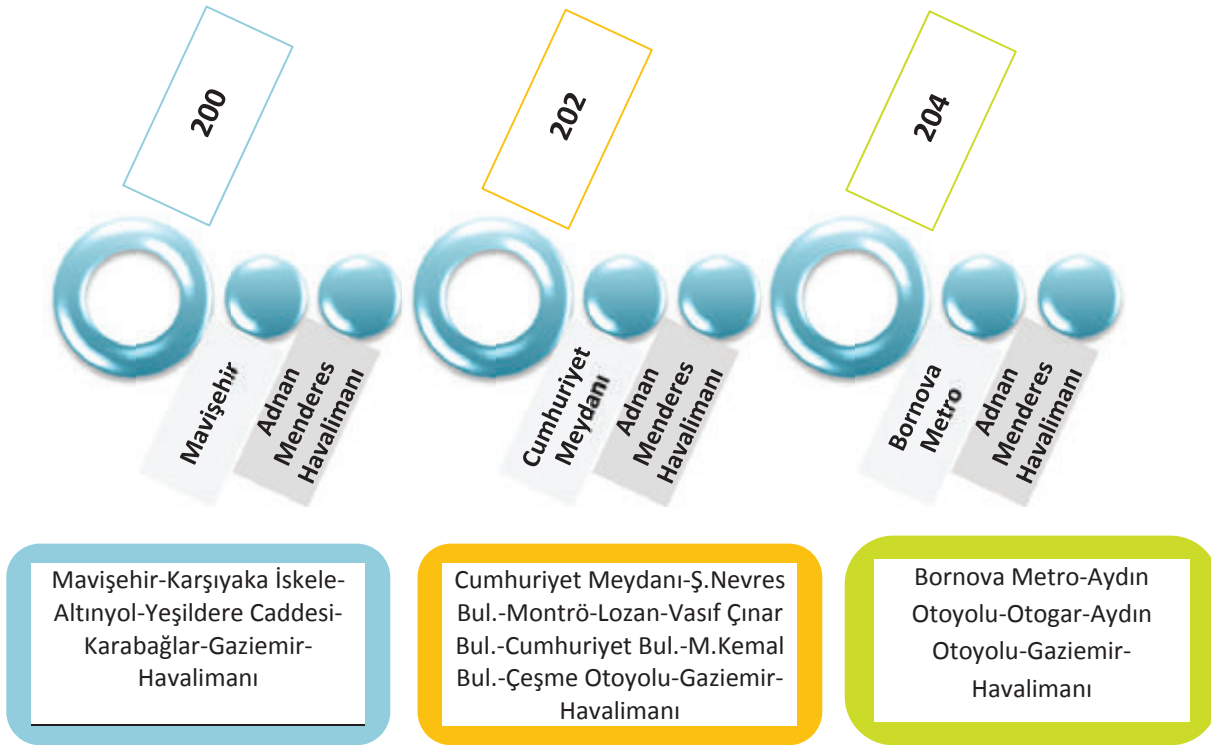 200
202
204
Mavişehir
Adnan
Menderes
Havalimanı
Cumhuriyet
Meydanı
Adnan
Menderes
Havalimanı
Bornova
Metro
Adnan
Menderes
Havalimanı
Mavişehir-Karşıyaka İskele-
Altınyol-Yeşildere Caddesi-
Karabağlar-Gaziemir-
Havalimanı
Cumhuriyet Meydanı-Ş.Nevres
Bul.-Montrö-Lozan-Vasıf Çınar
Bul.-Cumhuriyet Bul.-M.Kemal
Bul.-Çeşme Otoyolu-Gaziemir-
Havalimanı
Bornova Metro-Aydın
Otoyolu-Otogar-Aydın
Otoyolu-Gaziemir-
Havalimanı